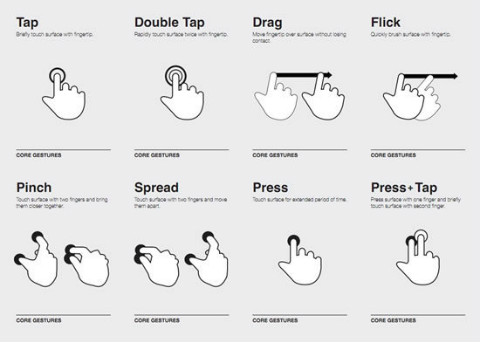 Tap
Briefly touch surface with fingertip.
Double Tap
Rapidly touch surface twice with fingertip.
Drag
Move fingertip over surface without losing
contact.
Flick
Quickly brush surface with fingertip.
CORE GESTURES
CORE GESTURES
CORE GESTURES
CORE GESTURES
Pinch
Touch surface with two fingers and bring
them closer together.
Spread
Touch surface with two fingers and move
them apart.
Press
Touch surface for extended period of time.
Press+Tap
Press surface with one finger and briefly
touch surface with second finger.
CORE GESTURES
CORE GESTURES
CORE GESTURES
CORE GESTURES